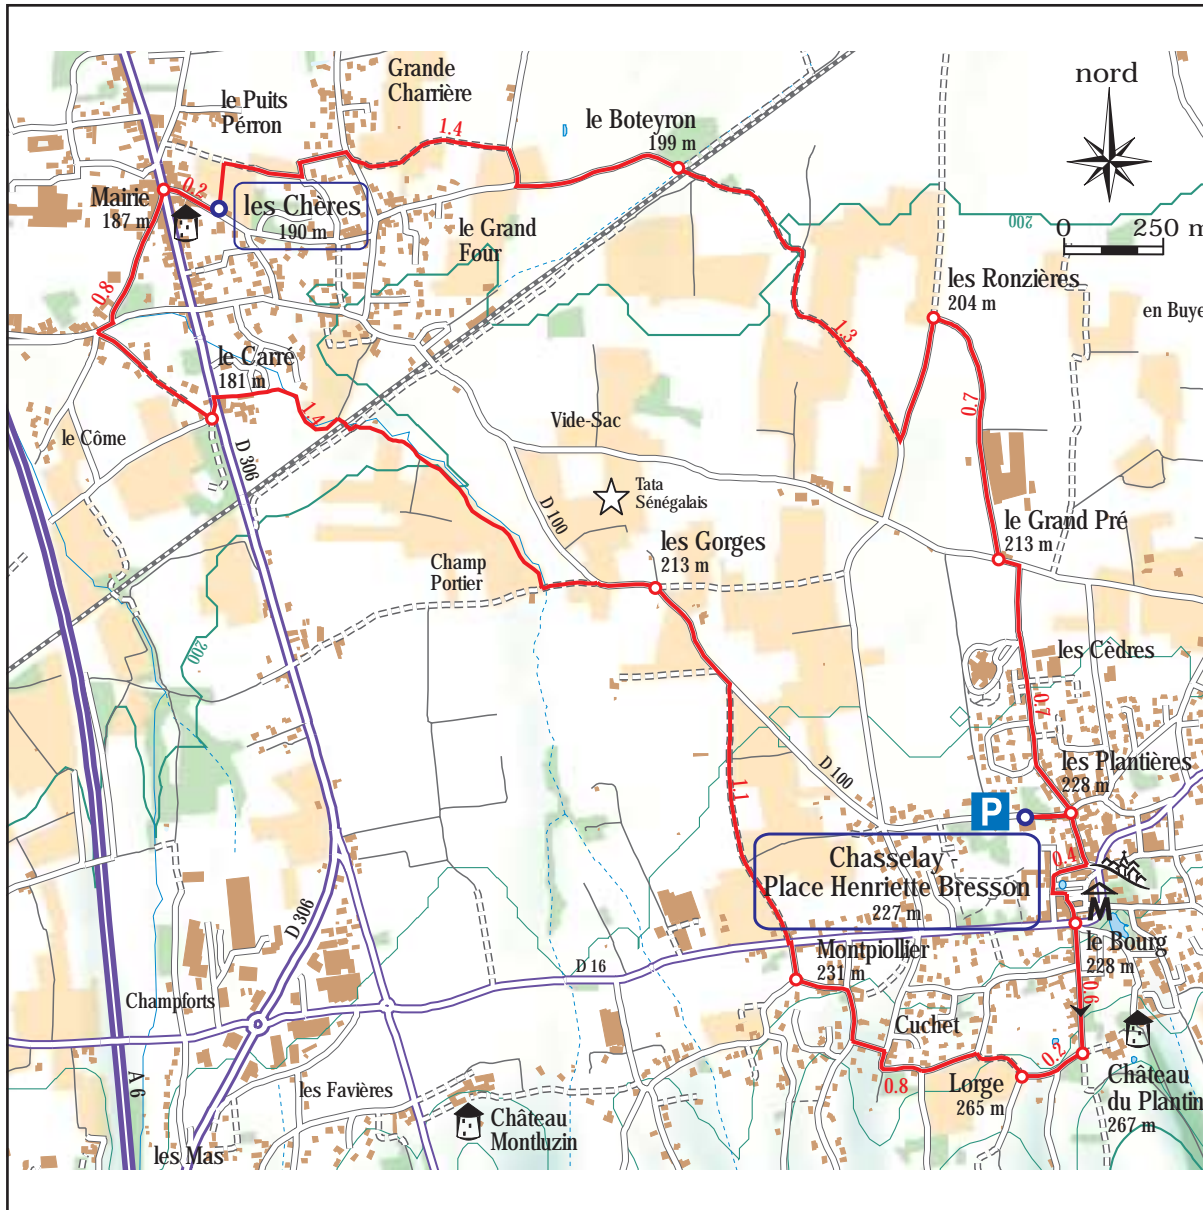 Grande
Charrière
nord
le Puits
Pérron
le Boteyron
199 m
1.4
0.2
Mairie
187 m
les Chères
190 m
le Grand
Four
200
0 250 m
les Ronzières
204 m
en Buye
0.8
1.3
le Carré
181 m
1.4
0.7
le Côme
D 306
Vide-Sac
Tata
Sénégalais
D 100
le Grand Pré
213 m
les Gorges
213 m
Champ
Portier
200
les Cèdres
0.7
les Plantières
228 m
D 100
1.1
P
Chasselay
Place Henriette Bresson
227 m
0.4
M
le Bourg
228 m
D 306
D 16
Montpiollier
231 m
Champforts
Cuchet
0.6
A 6
les Favières
0.8
Lorge
265 m
0.2
Château
du Plantin
267 m
Château
Montluzin
les Mas